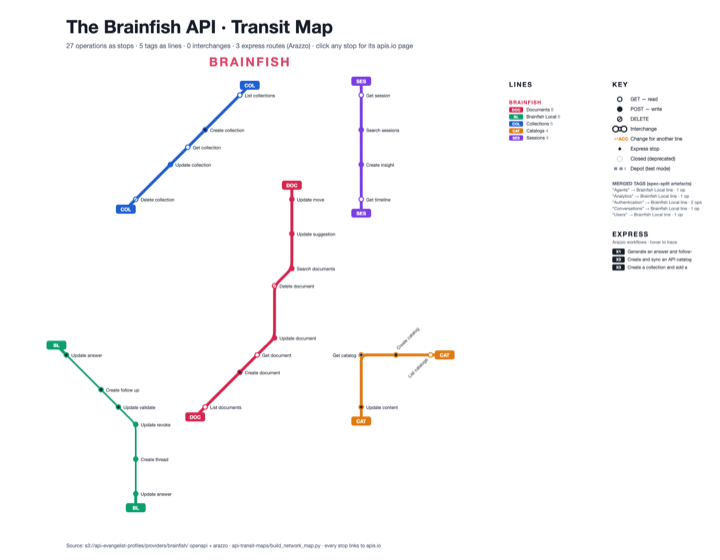 The Brainfish API · Transit Map
27 operations as stops · 5 tags as lines · 0 interchanges · 3 express routes (Arazzo) · click any stop for its apis.io page
BRAINFISH
COL
List collections
Create collection
Get collection
Update collection
Delete collection
COL
SES
Get session
Search sessions
Create insight
Get timeline
SES
DOC
Update move
Update suggestion
Search documents
Delete document
Update document
Get document
Create document
List documents
DOC
BL
Update answer
Create follow up
Update validate
Update revoke
Create thread
Update answer
BL
Get catalog
Create catalog
List catalogs
CAT
Update content
CAT
LINES
BRAINFISH
DOC Documents 8
BL Brainfish Local 6
COL Collections 5
CAT Catalogs 4
SES Sessions 4
KEY
GET — read
POST — write
DELETE
Interchange
Change for another line
Express stop
Closed (deprecated)
Depot (test mode)
MERGED TAGS (spec-split artefacts)
"Agents" → Brainfish Local line · 1 op
"Analytics" → Brainfish Local line · 1 op
"Authentication" → Brainfish Local line · 2 ops
"Conversations" → Brainfish Local line · 1 op
"Users" → Brainfish Local line · 1 op
EXPRESS
Arazzo workflows · hover to trace
X1 Generate an answer and follow-
X2 Create and sync an API catalog
X3 Create a collection and add a
Source: s3://api-evangelist-profiles/providers/brainfish/ openapi + arazzo · api-transit-maps/build_network_map.py · every stop links to apis.io